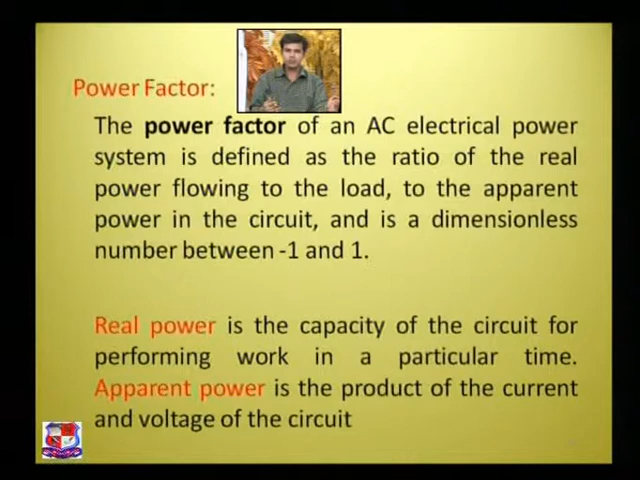 Power Factor:
The power factor of an AC electrical power
system is defined as the ratio of the real
power flowing to the load, to the apparent
power in the circuit, and is a dimensionless
number between -1 and 1.
Real power is the capacity of the circuit for
performing work in a particular time.
Apparent power is the product of the current
and voltage of the circuit